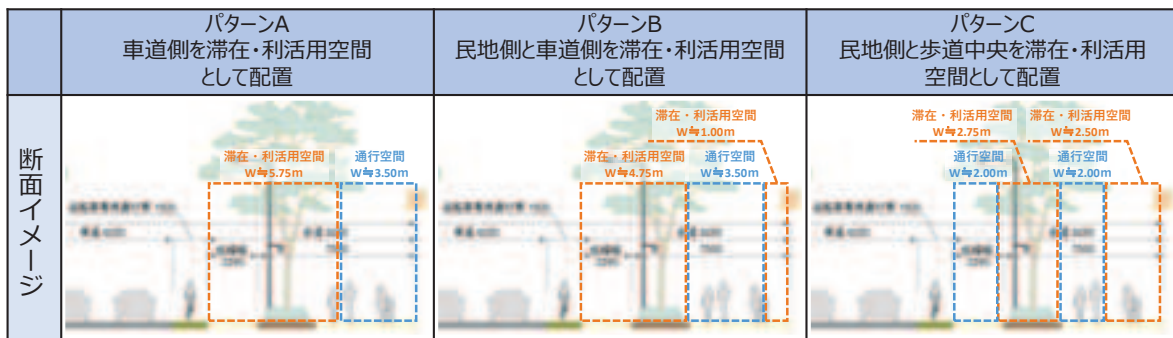 パターンA
車道側を滞在・利活用空間
として配置
パターンB
民地側と車道側を滞在・利活用空間
として配置
パターンC
民地側と歩道中央を滞在・利活用
空間として配置
断面イメージ
滞在・利活用空間
W≒5.75m
通行空間
W≒3.50m
滞在・利活用空間
W≒1.00m
滞在・利活用空間
W≒4.75m
通行空間
W≒3.50m
滞在・利活用空間
W≒2.75m
滞在・利活用空間
W≒2.50m
通行空間
W≒2.00m
通行空間
W≒2.00m